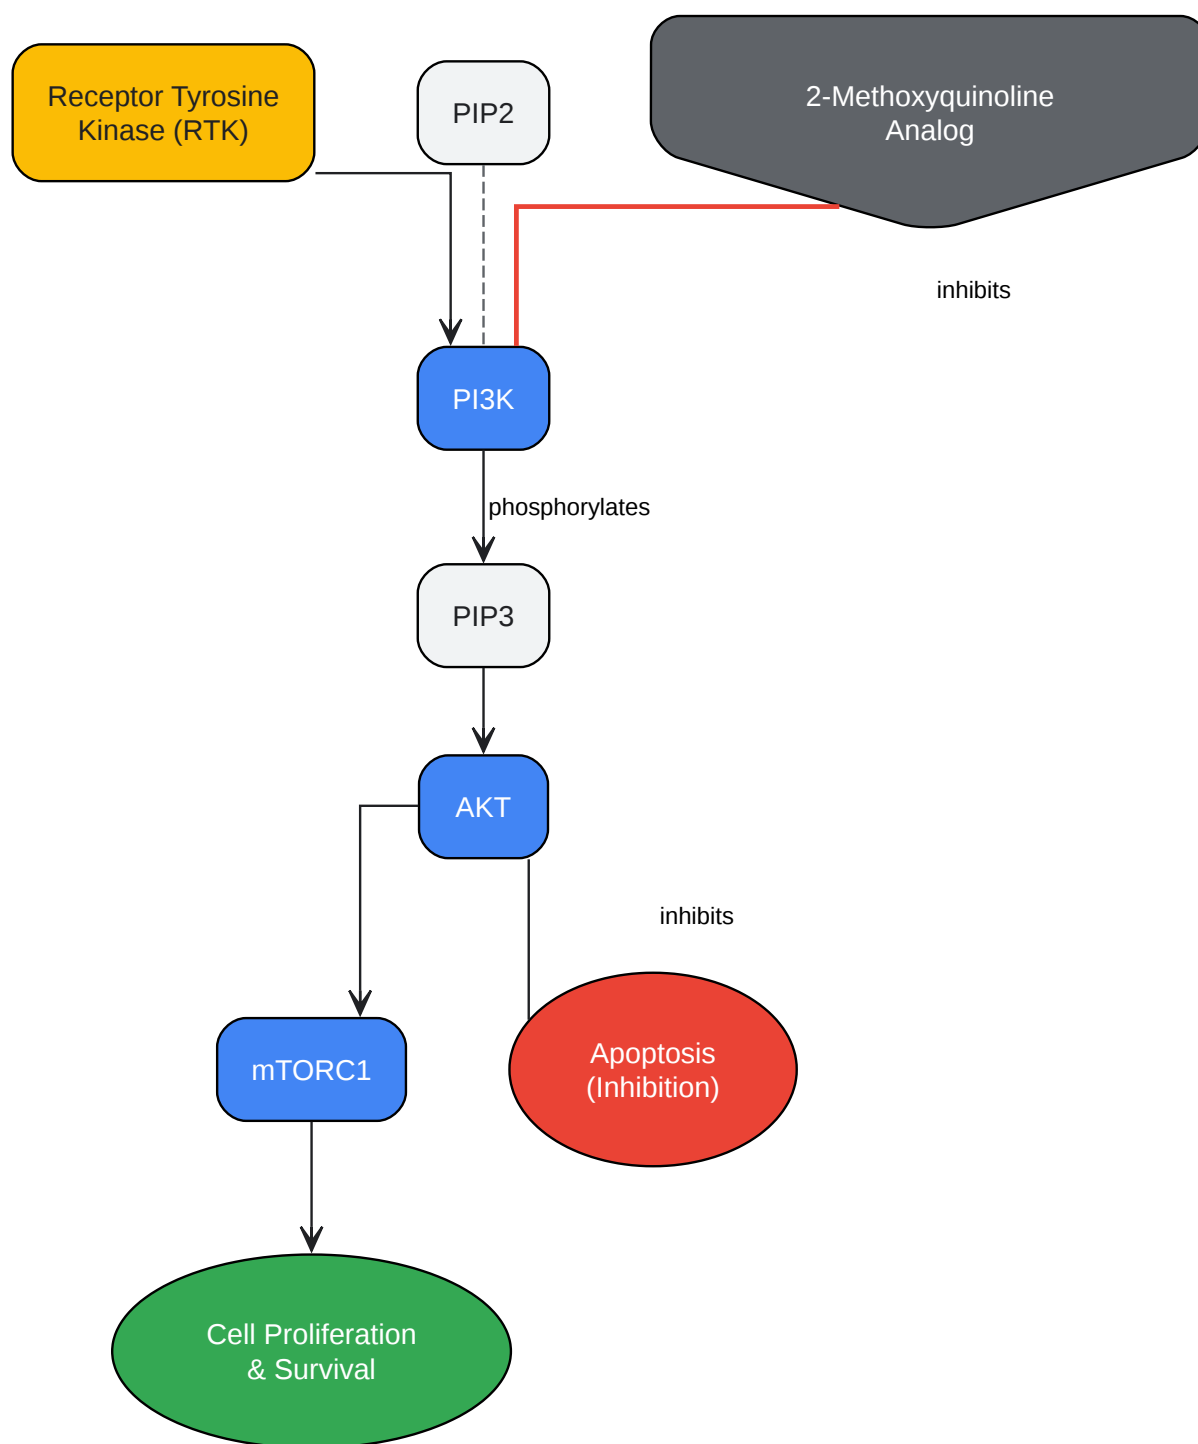 Receptor Tyrosine
Kinase (RTK)
PIP2
2-Methoxyquinoline
Analog
inhibits
PI3K
phosphorylates
PIP3
AKT
inhibits
mTORC1
Apoptosis
(Inhibition)
Cell Proliferation
& Survival